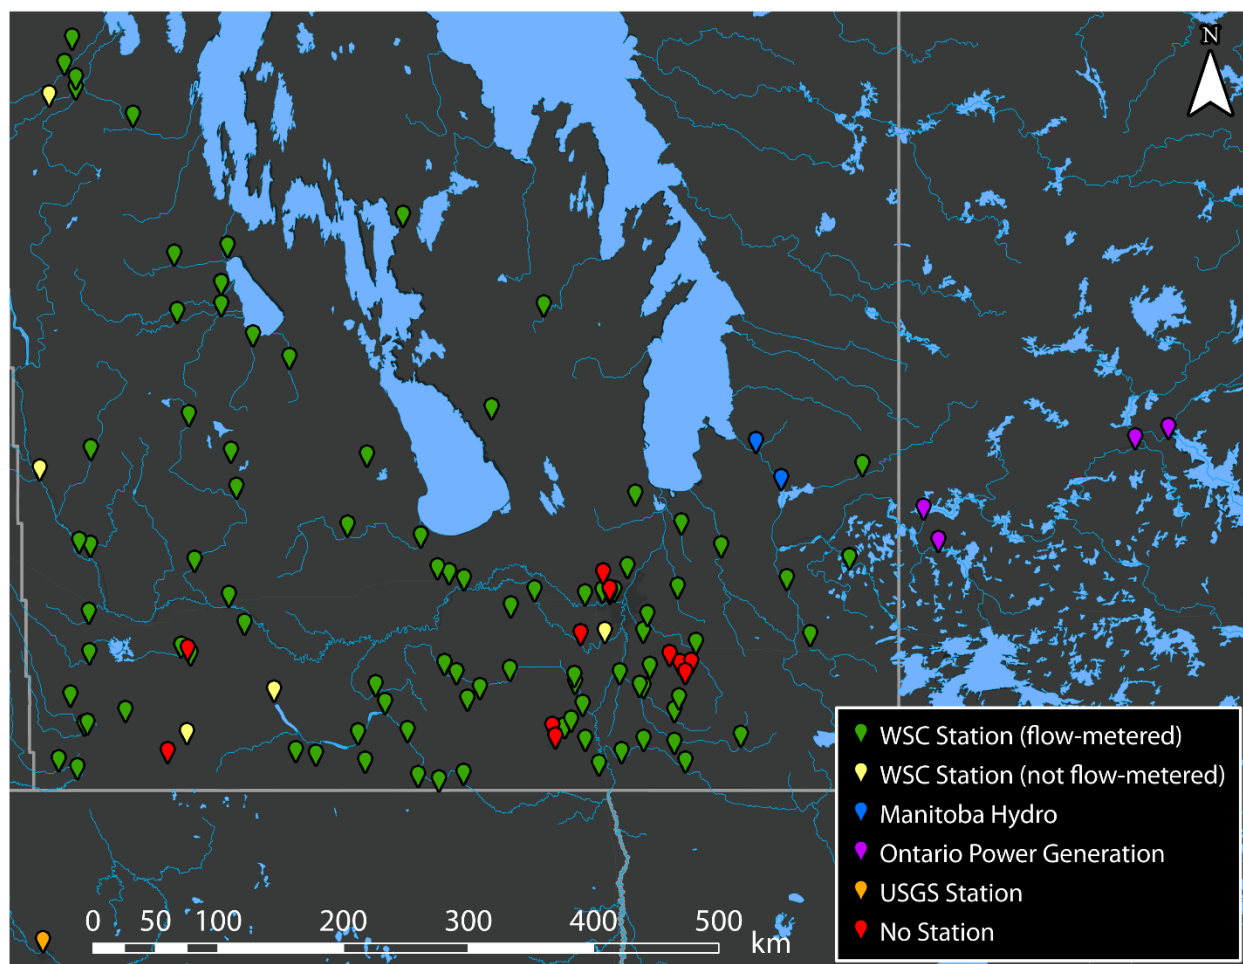 N
WSC Station (flow-metered)
WSC Station (not flow-metered)
Manitoba Hydro
Ontario Power Generation
USGS Station
No Station
0 50 100 200 300 400 500
km